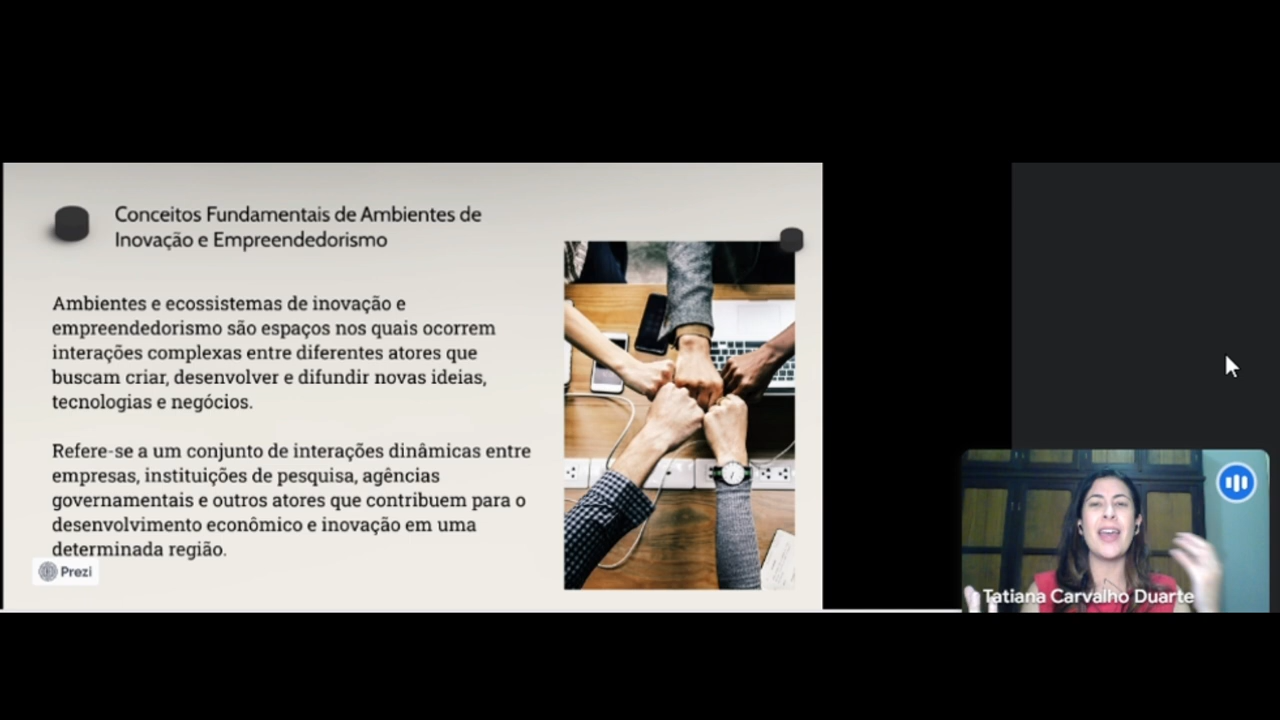 Conceitos Fundamentais de Ambientes de
Inovação e Empreendedorismo
Ambientes e ecossistemas de inovação e
empreendedorismo são espaços nos quais ocorrem
interações complexas entre diferentes atores que
buscam criar, desenvolver e difundir novas ideias,
tecnologias e negócios.
Refere-se a um conjunto de interações dinâmicas entre
empresas, instituições de pesquisa, agências
governamentais e outros atores que contribuem para o
desenvolvimento econômico e inovação em uma
determinada região.
Prezi
Tatiana Carvalho Duarte